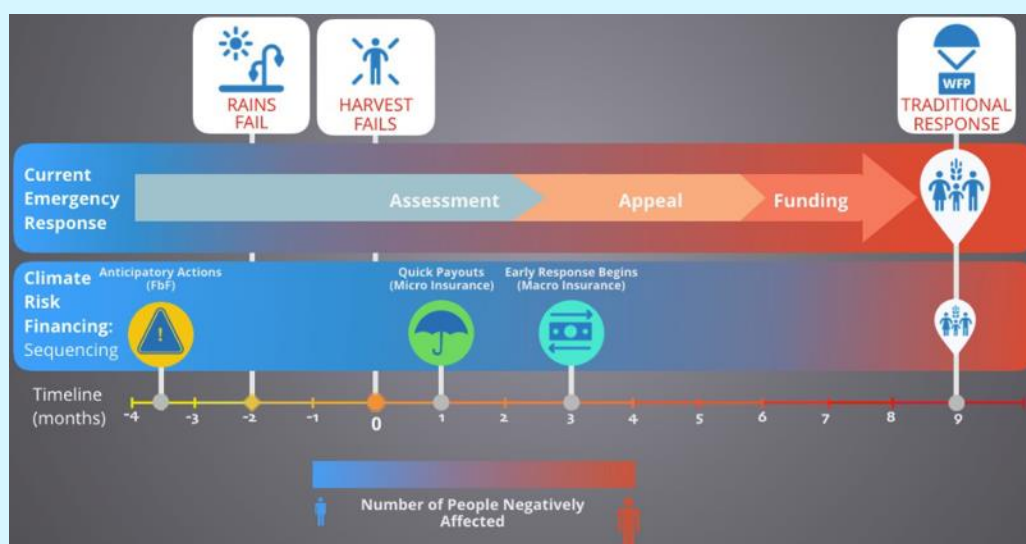 RAINS
FAIL
HARVEST
FAILS
WFP
TRADITIONAL
RESPONSE
Current
Emergency
Response
Assessment
Appeal
Funding
Climate
Risk
Financing:
Sequencing
Anticipatory Actions
(FbF)
!
Quick Payouts
(Micro Insurance)
Early Response Begins
(Macro Insurance)
Timeline
(months)
-4 -3 -2 -1 0 1 2 3 4 5 6 7 8 9
Number of People Negatively
Affected